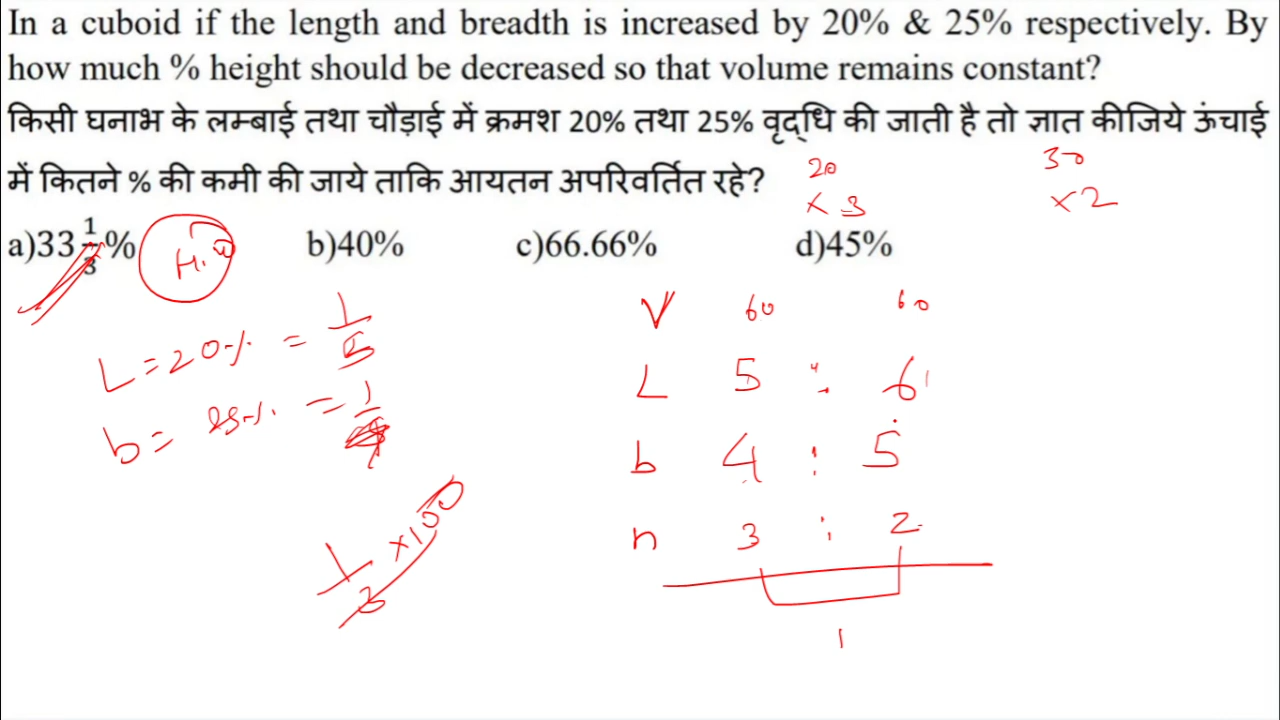 In a cuboid if the length and breadth is increased by 20% & 25% respectively. By
how much % height should be decreased so that volume remains constant?
किसी घनाभ के लम्बाई तथा चौड़ाई में क्रमश 20% तथा 25% वृद्धि की जाती है तो ज्ञात कीजिये ऊंचाई
में कितने % की कमी की जाये ताकि आयतन अपरिवर्तित रहे?
20 30
× 3 × 2
a)33 1/3 % b)40% c)66.66% d)45%
H.W
V 60 60
L = 20% = 1/5
L 5 : 6
b = 25% = 1/4
b 4 : 5
h 3 : 2
1/3 × 100
1